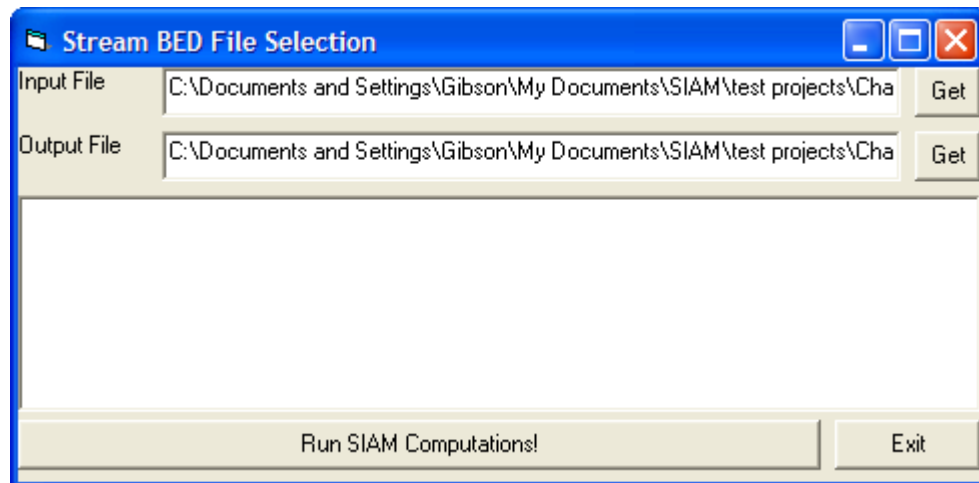 Stream BED File Selection
Input File C:\Documents and Settings\Gibson\My Documents\SIAM\test projects\Cha Get
Output File C:\Documents and Settings\Gibson\My Documents\SIAM\test projects\Cha Get
Run SIAM Computations! Exit